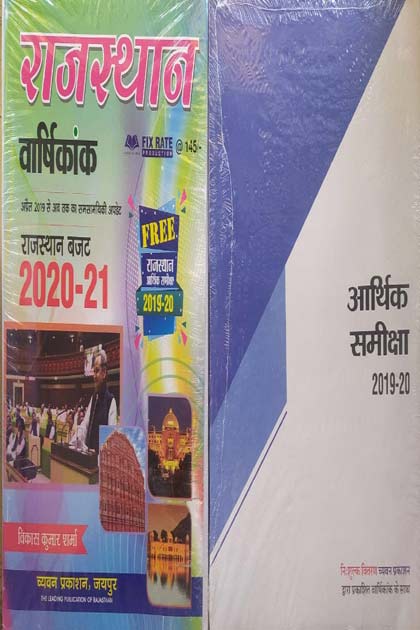 राजस्थान
वार्षिकांक
FIX RATE
PRODUCTION
@ 145/-
अप्रैल 2019 से अब तक का समसामयिकी अपडेट
राजस्थान बजट
2020-21
FREE
राजस्थान
आर्थिक समीक्षा
2019-20
विकास कुमार शर्मा
च्यवन प्रकाशन, जयपुर
THE LEADING PUBLICATION OF RAJASTHAN
आर्थिक
समीक्षा
2019-20
नि:शुल्क वितरण च्यवन प्रकाशन
द्वारा प्रकाशित वार्षिकांक के साथ